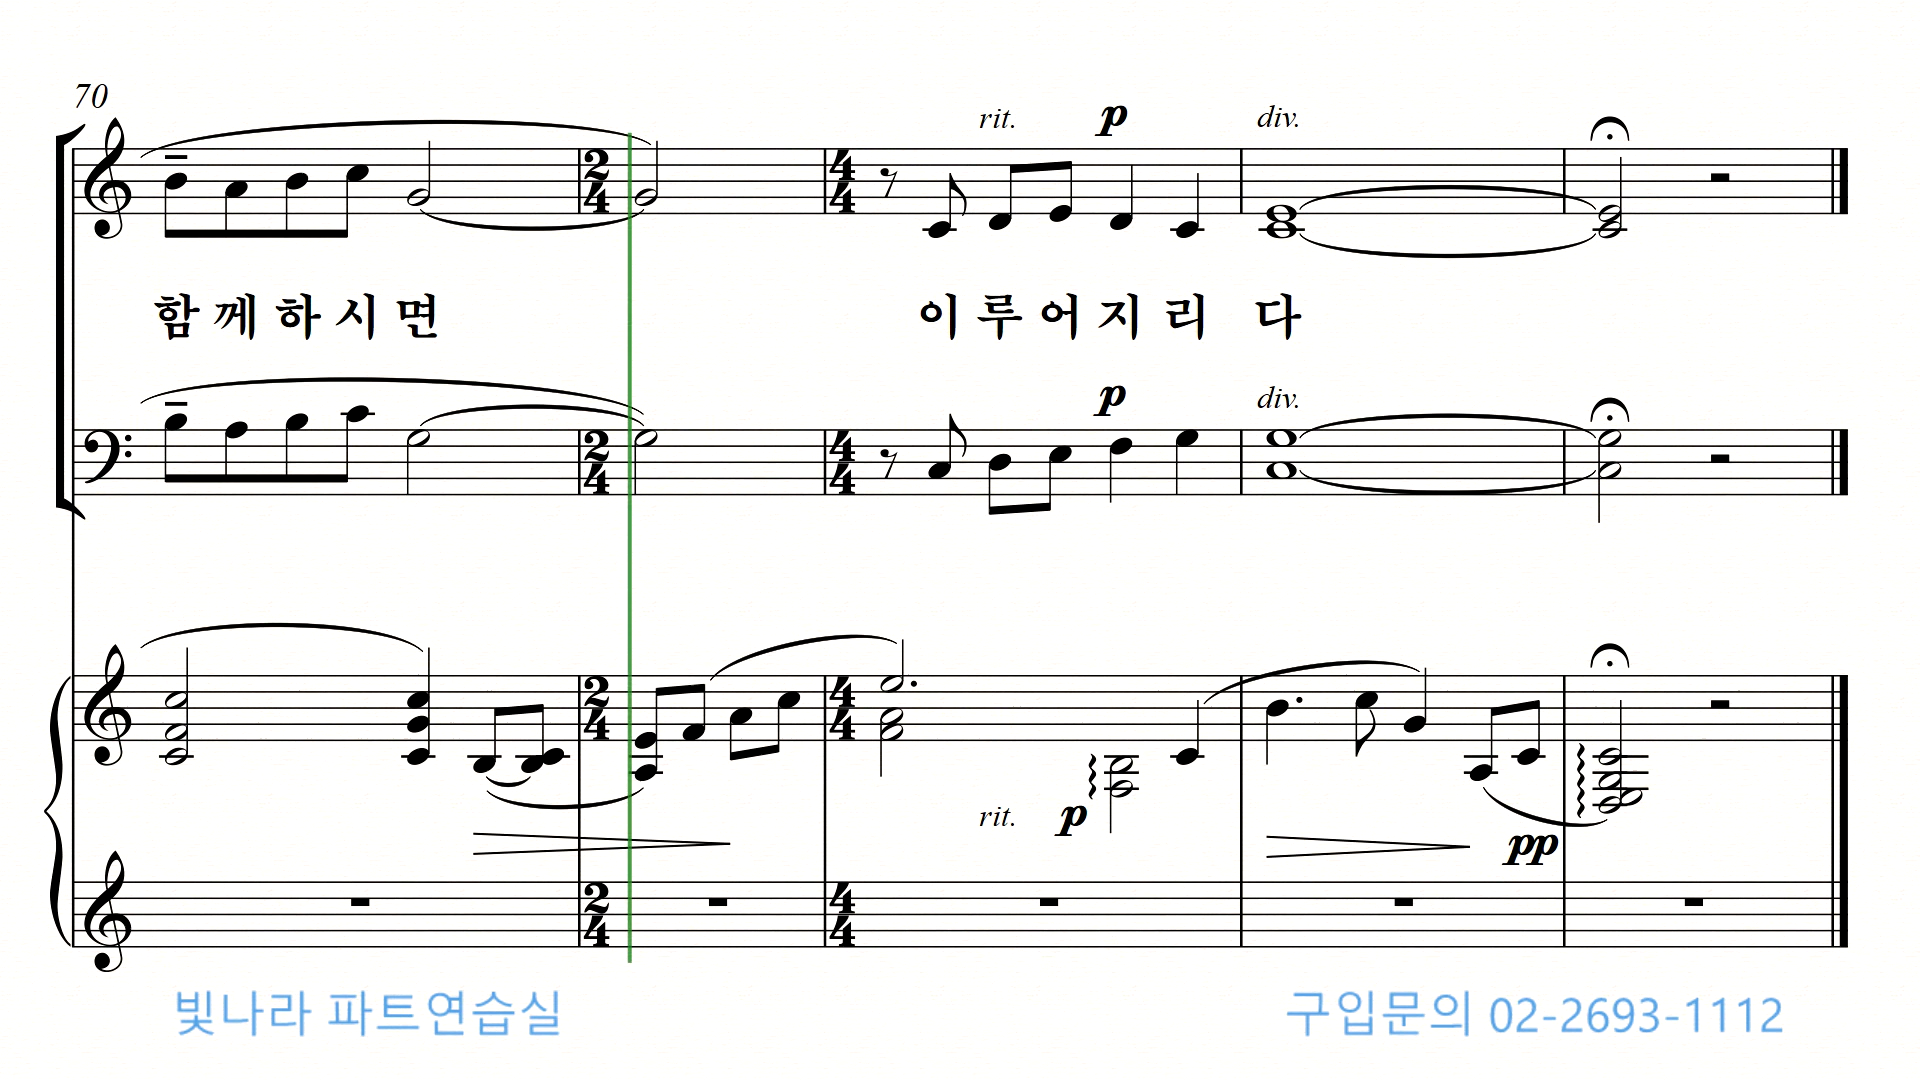 70
rit. p div.
함 께 하 시 면 이 루 어 지 리 다
p div.
rit. p pp
빛나라 파트연습실 구입문의 02-2693-1112